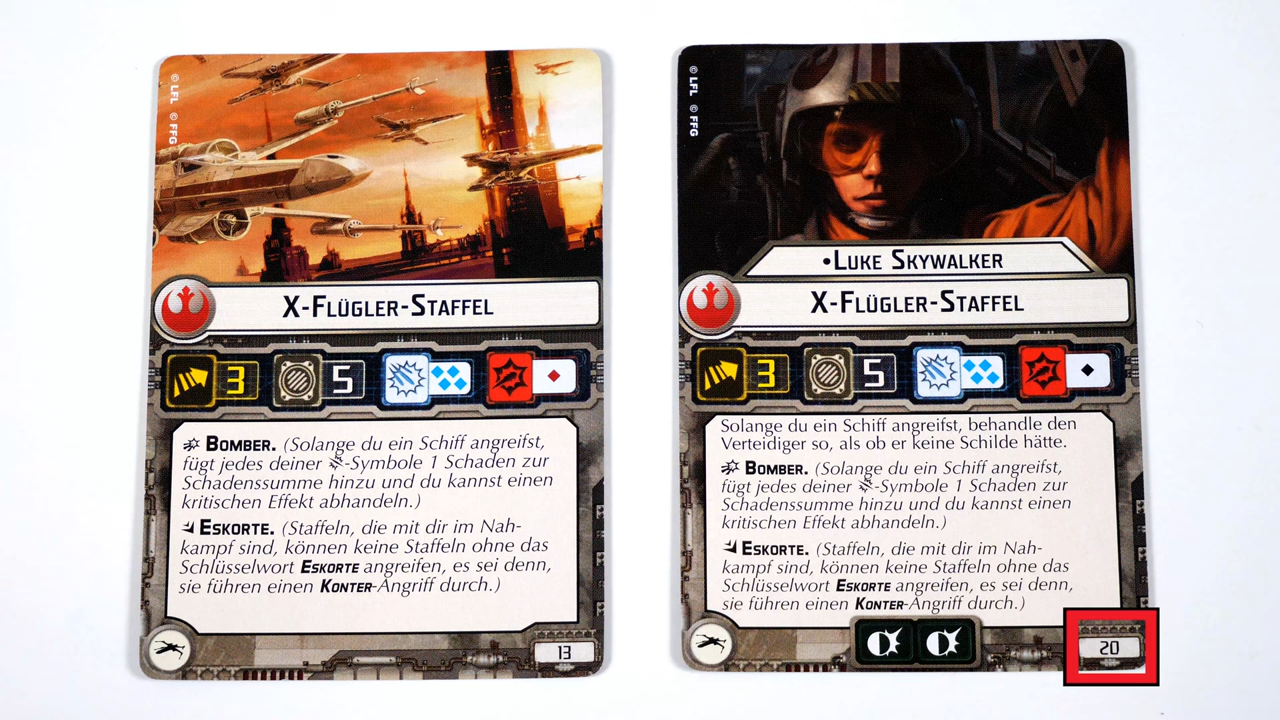 © LFL © FFG
X-FLÜGLER-STAFFEL
3
5
BOMBER. (Solange du ein Schiff angreifst,
fügt jedes deiner -Symbole 1 Schaden zur
Schadenssumme hinzu und du kannst einen
kritischen Effekt abhandeln.)
ESKORTE. (Staffeln, die mit dir im Nah-
kampf sind, können keine Staffeln ohne das
Schlüsselwort ESKORTE angreifen, es sei denn,
sie führen einen KONTER-Angriff durch.)
13
© LFL © FFG
•LUKE SKYWALKER
X-FLÜGLER-STAFFEL
3
5
Solange du ein Schiff angreifst, behandle den
Verteidiger so, als ob er keine Schilde hätte.
BOMBER. (Solange du ein Schiff angreifst,
fügt jedes deiner -Symbole 1 Schaden zur
Schadenssumme hinzu und du kannst einen
kritischen Effekt abhandeln.)
ESKORTE. (Staffeln, die mit dir im Nah-
kampf sind, können keine Staffeln ohne das
Schlüsselwort ESKORTE angreifen, es sei denn,
sie führen einen KONTER-Angriff durch.)
20